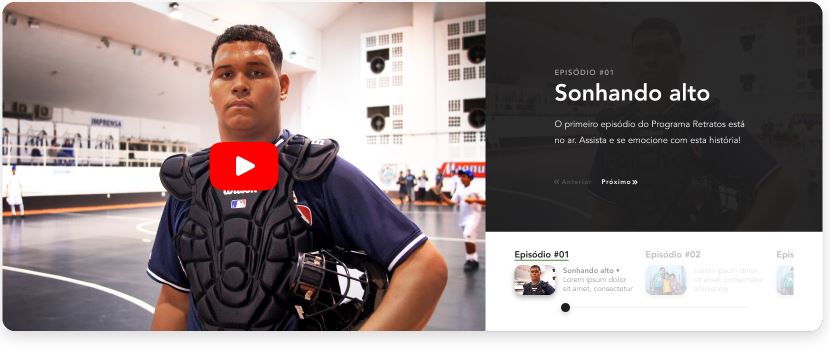 IMPRENSA
Wilson
EPISÓDIO #01
Sonhando alto
O primeiro episódio do Programa Retratos está
no ar. Assista e se emocione com esta história!
« Anterior Próximo »
Episódio #01
Sonhando alto •
Lorem ipsum dolor
sit amet, consectetur
Episódio #02
Lorem ipsum dolor
sit amet, consectetur
adipiscing
Epis